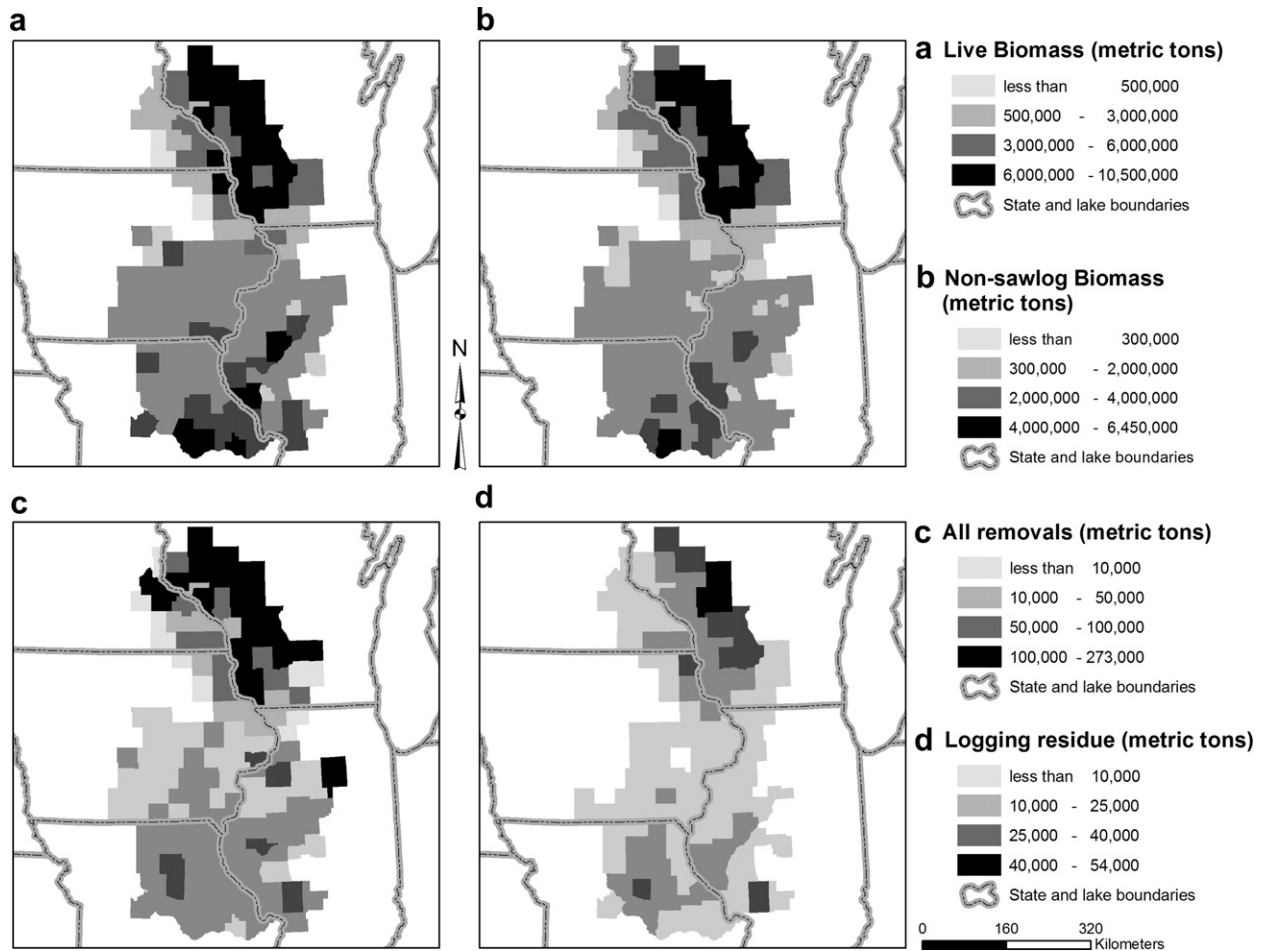 a
b
a Live Biomass (metric tons)
less than 500,000
500,000 - 3,000,000
3,000,000 - 6,000,000
6,000,000 - 10,500,000
State and lake boundaries
b Non-sawlog Biomass
(metric tons)
less than 300,000
300,000 - 2,000,000
2,000,000 - 4,000,000
4,000,000 - 6,450,000
State and lake boundaries
N
c
d
c All removals (metric tons)
less than 10,000
10,000 - 50,000
50,000 - 100,000
100,000 - 273,000
State and lake boundaries
d Logging residue (metric tons)
less than 10,000
10,000 - 25,000
25,000 - 40,000
40,000 - 54,000
State and lake boundaries
0 160 320
Kilometers